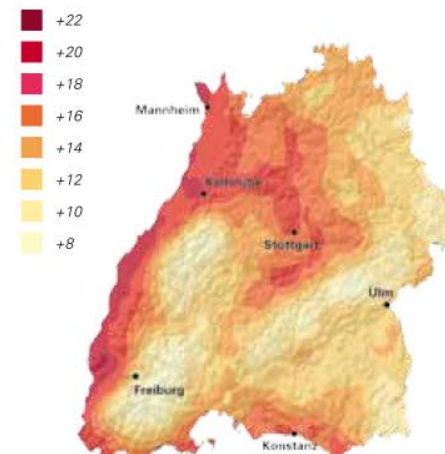 +22
+20
+18
+16
+14
+12
+10
+8
Mannheim
Karlsruhe
Stuttgart
Ulm
Freiburg
Konstanz